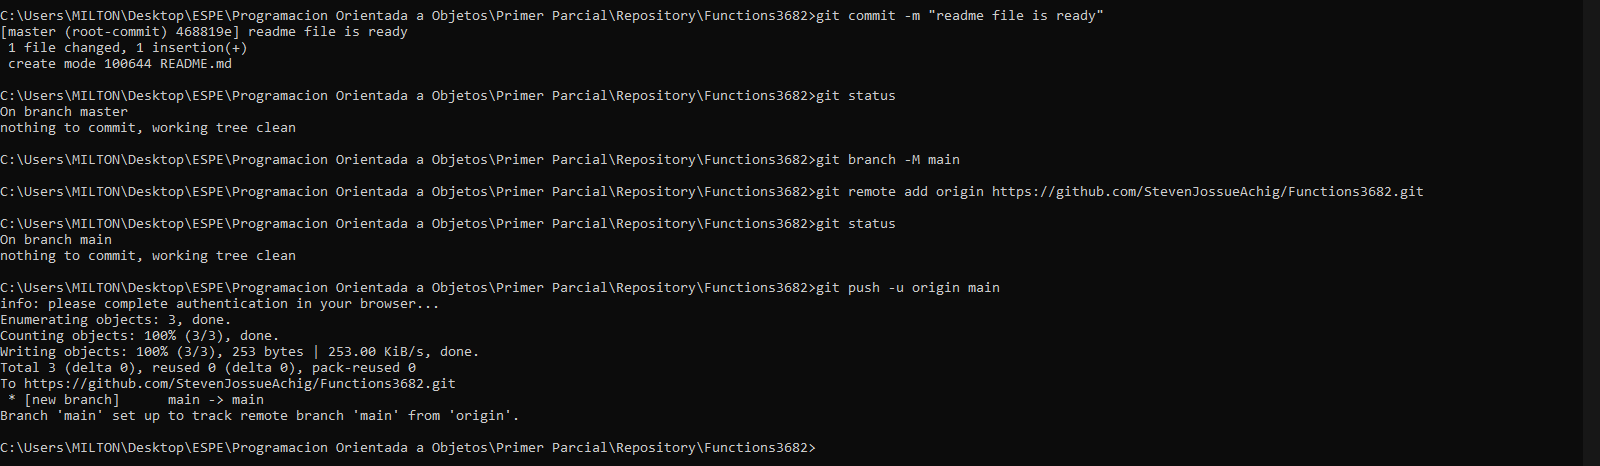 C:\Users\MILTON\Desktop\ESPE\Programacion Orientada a Objetos\Primer Parcial\Repository\Functions3682>git commit -m "readme file is ready"
[master (root-commit) 468819e] readme file is ready
 1 file changed, 1 insertion(+)
 create mode 100644 README.md
C:\Users\MILTON\Desktop\ESPE\Programacion Orientada a Objetos\Primer Parcial\Repository\Functions3682>git status
On branch master
nothing to commit, working tree clean
C:\Users\MILTON\Desktop\ESPE\Programacion Orientada a Objetos\Primer Parcial\Repository\Functions3682>git branch -M main
C:\Users\MILTON\Desktop\ESPE\Programacion Orientada a Objetos\Primer Parcial\Repository\Functions3682>git remote add origin https://github.com/StevenJossueAchig/Functions3682.git
C:\Users\MILTON\Desktop\ESPE\Programacion Orientada a Objetos\Primer Parcial\Repository\Functions3682>git status
On branch main
nothing to commit, working tree clean
C:\Users\MILTON\Desktop\ESPE\Programacion Orientada a Objetos\Primer Parcial\Repository\Functions3682>git push -u origin main
info: please complete authentication in your browser...
Enumerating objects: 3, done.
Counting objects: 100% (3/3), done.
Writing objects: 100% (3/3), 253 bytes | 253.00 KiB/s, done.
Total 3 (delta 0), reused 0 (delta 0), pack-reused 0
To https://github.com/StevenJossueAchig/Functions3682.git
 * [new branch]      main -> main
Branch 'main' set up to track remote branch 'main' from 'origin'.
C:\Users\MILTON\Desktop\ESPE\Programacion Orientada a Objetos\Primer Parcial\Repository\Functions3682>